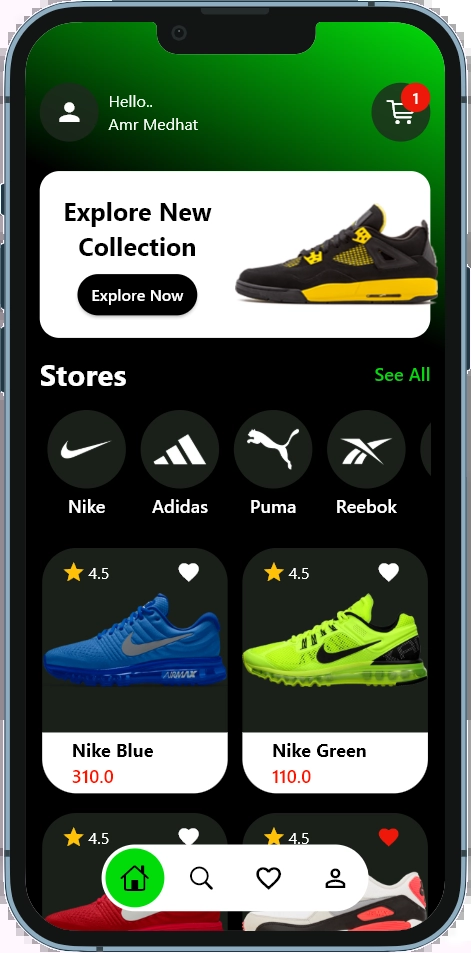 Hello..
Amr Medhat
1
Explore New
Collection
Explore Now
Stores
See All
Nike
Adidas
Puma
Reebok
4.5
4.5
AIRMAX
Nike Blue
310.0
Nike Green
110.0
4.5
4.5